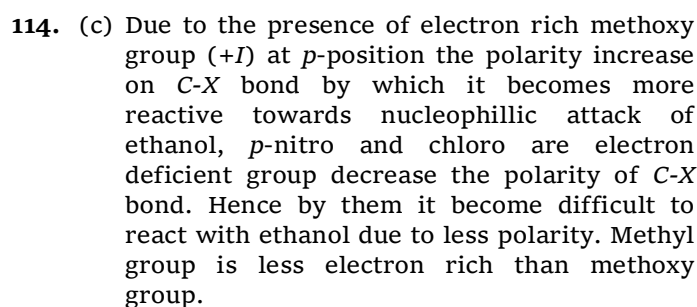 114. (c) Due to the presence of electron rich methoxy
group (+I) at p-position the polarity increase
on C-X bond by which it becomes more
reactive towards nucleophillic attack of
ethanol, p-nitro and chloro are electron
deficient group decrease the polarity of C-X
bond. Hence by them it become difficult to
react with ethanol due to less polarity. Methyl
group is less electron rich than methoxy
group.